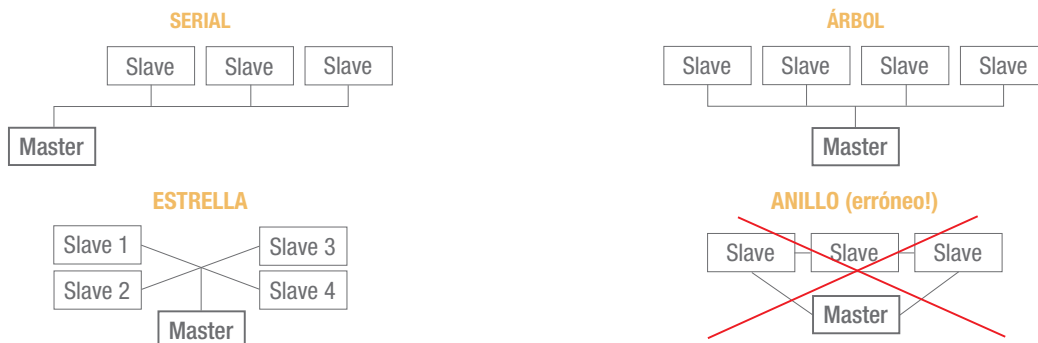 SERIAL
Slave Slave Slave
Master
ÁRBOL
Slave Slave Slave Slave
Master
ESTRELLA
Slave 1 Slave 3
Slave 2 Slave 4
Master
ANILLO (erróneo!)
Slave Slave Slave
Master